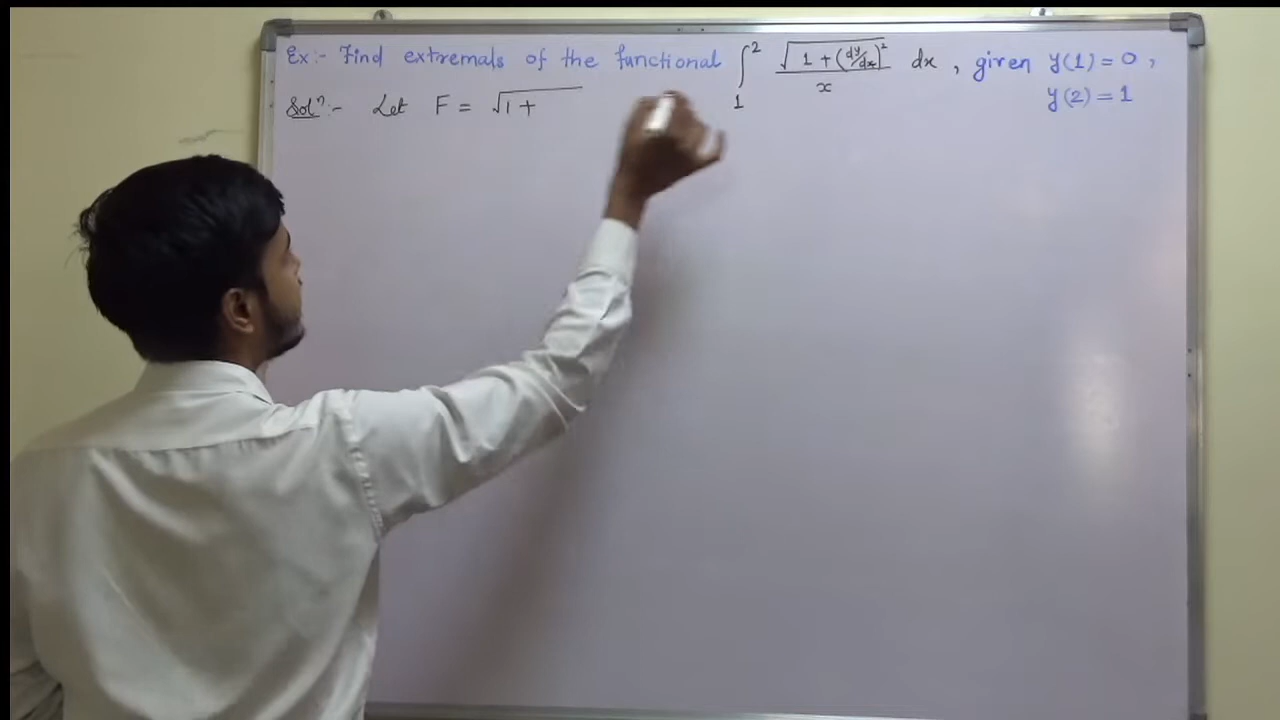 Ex:- Find extremals of the functional ∫₁² √(1 + (dy/dx)²) / x dx , given y(1) = 0 ,
y(2) = 1
Solⁿ:- Let F = √1 +